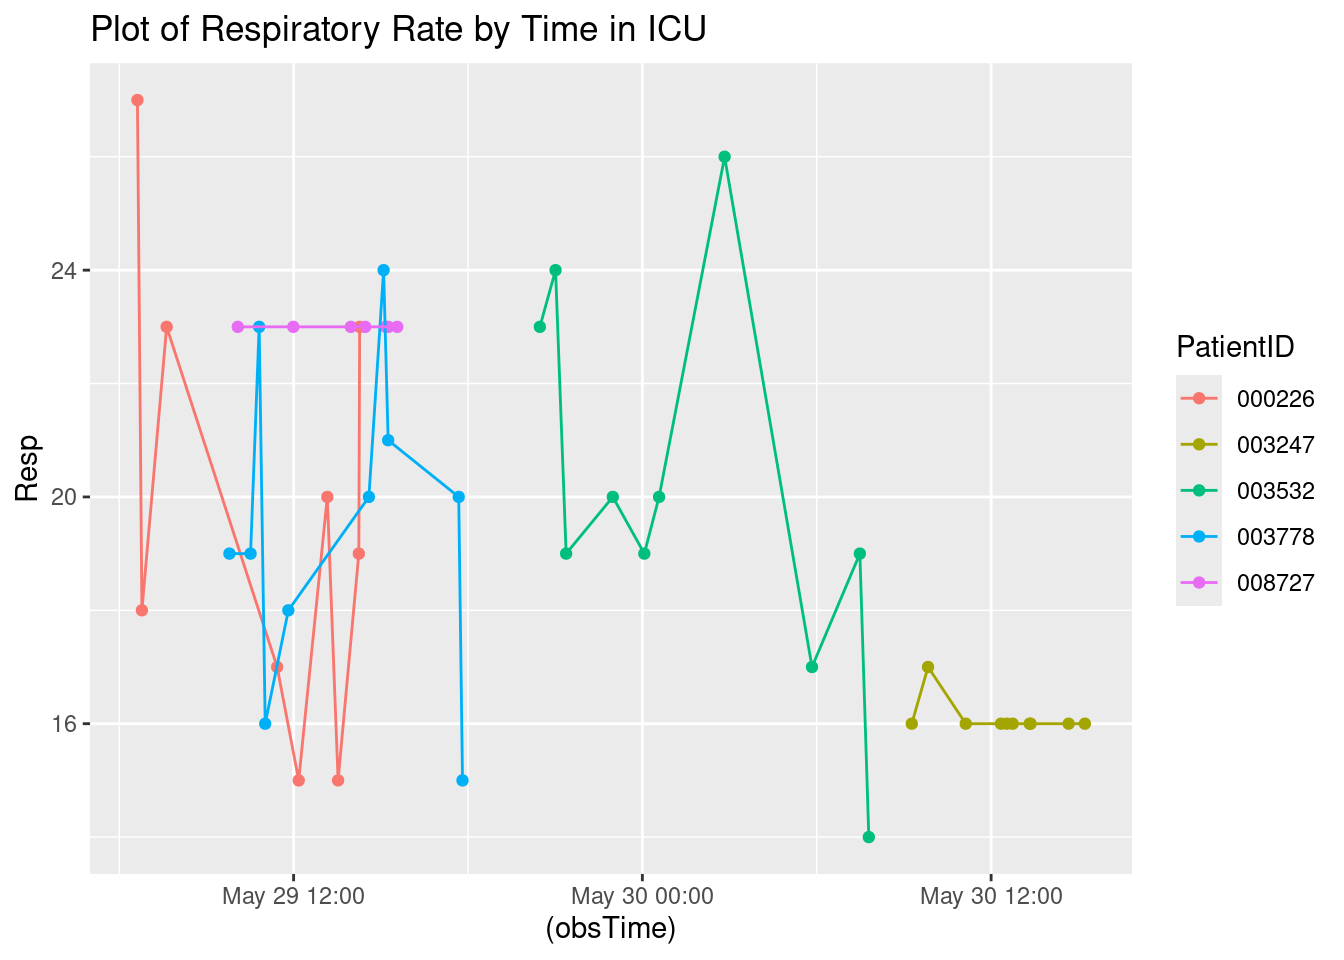 Plot of Respiratory Rate by Time in ICU
24
20
16
Resp
May 29 12:00
May 30 00:00
May 30 12:00
(obsTime)
PatientID
000226
003247
003532
003778
008727